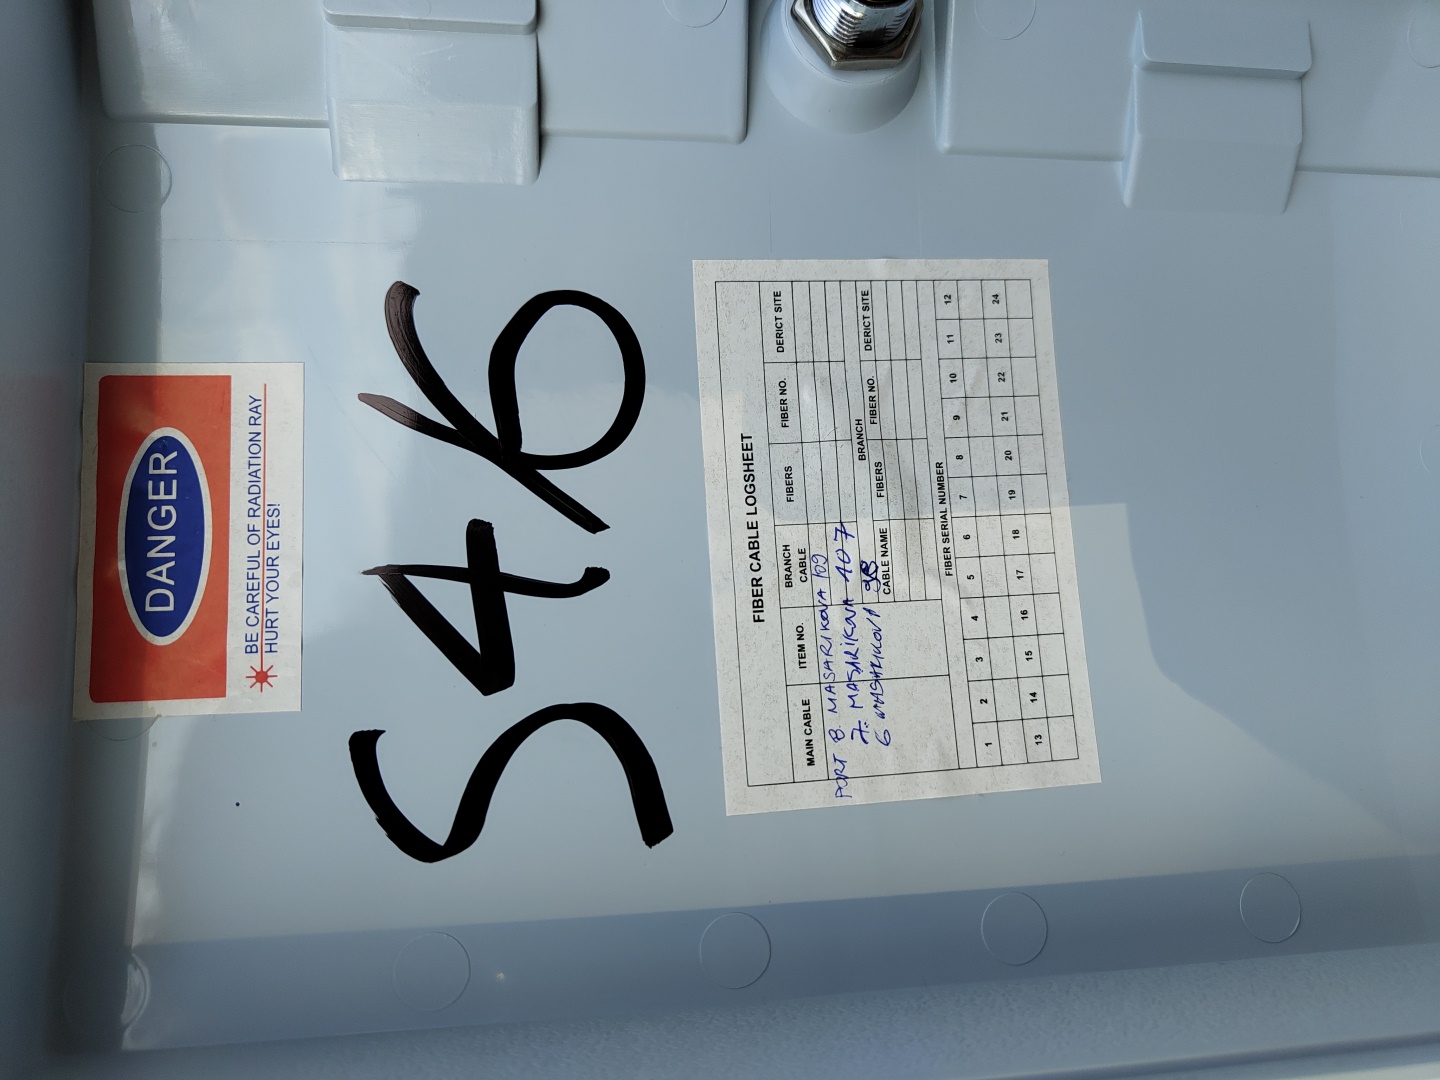 DANGER
BE CAREFUL OF RADIATION RAY
HURT YOUR EYES!
S46
FIBER CABLE LOGSHEET
MAIN CABLE ITEM NO. BRANCH CABLE FIBERS FIBER NO. DERICT SITE
PORT 8. MASARIKOVA 109
7. MASARIKOVA 407
6 MASARIKOVA
BRANCH
CABLE NAME FIBERS FIBER NO. DERICT SITE
FIBER SERIAL NUMBER
1 2 3 4 5 6 7 8 9 10 11 12
13 14 15 16 17 18 19 20 21 22 23 24